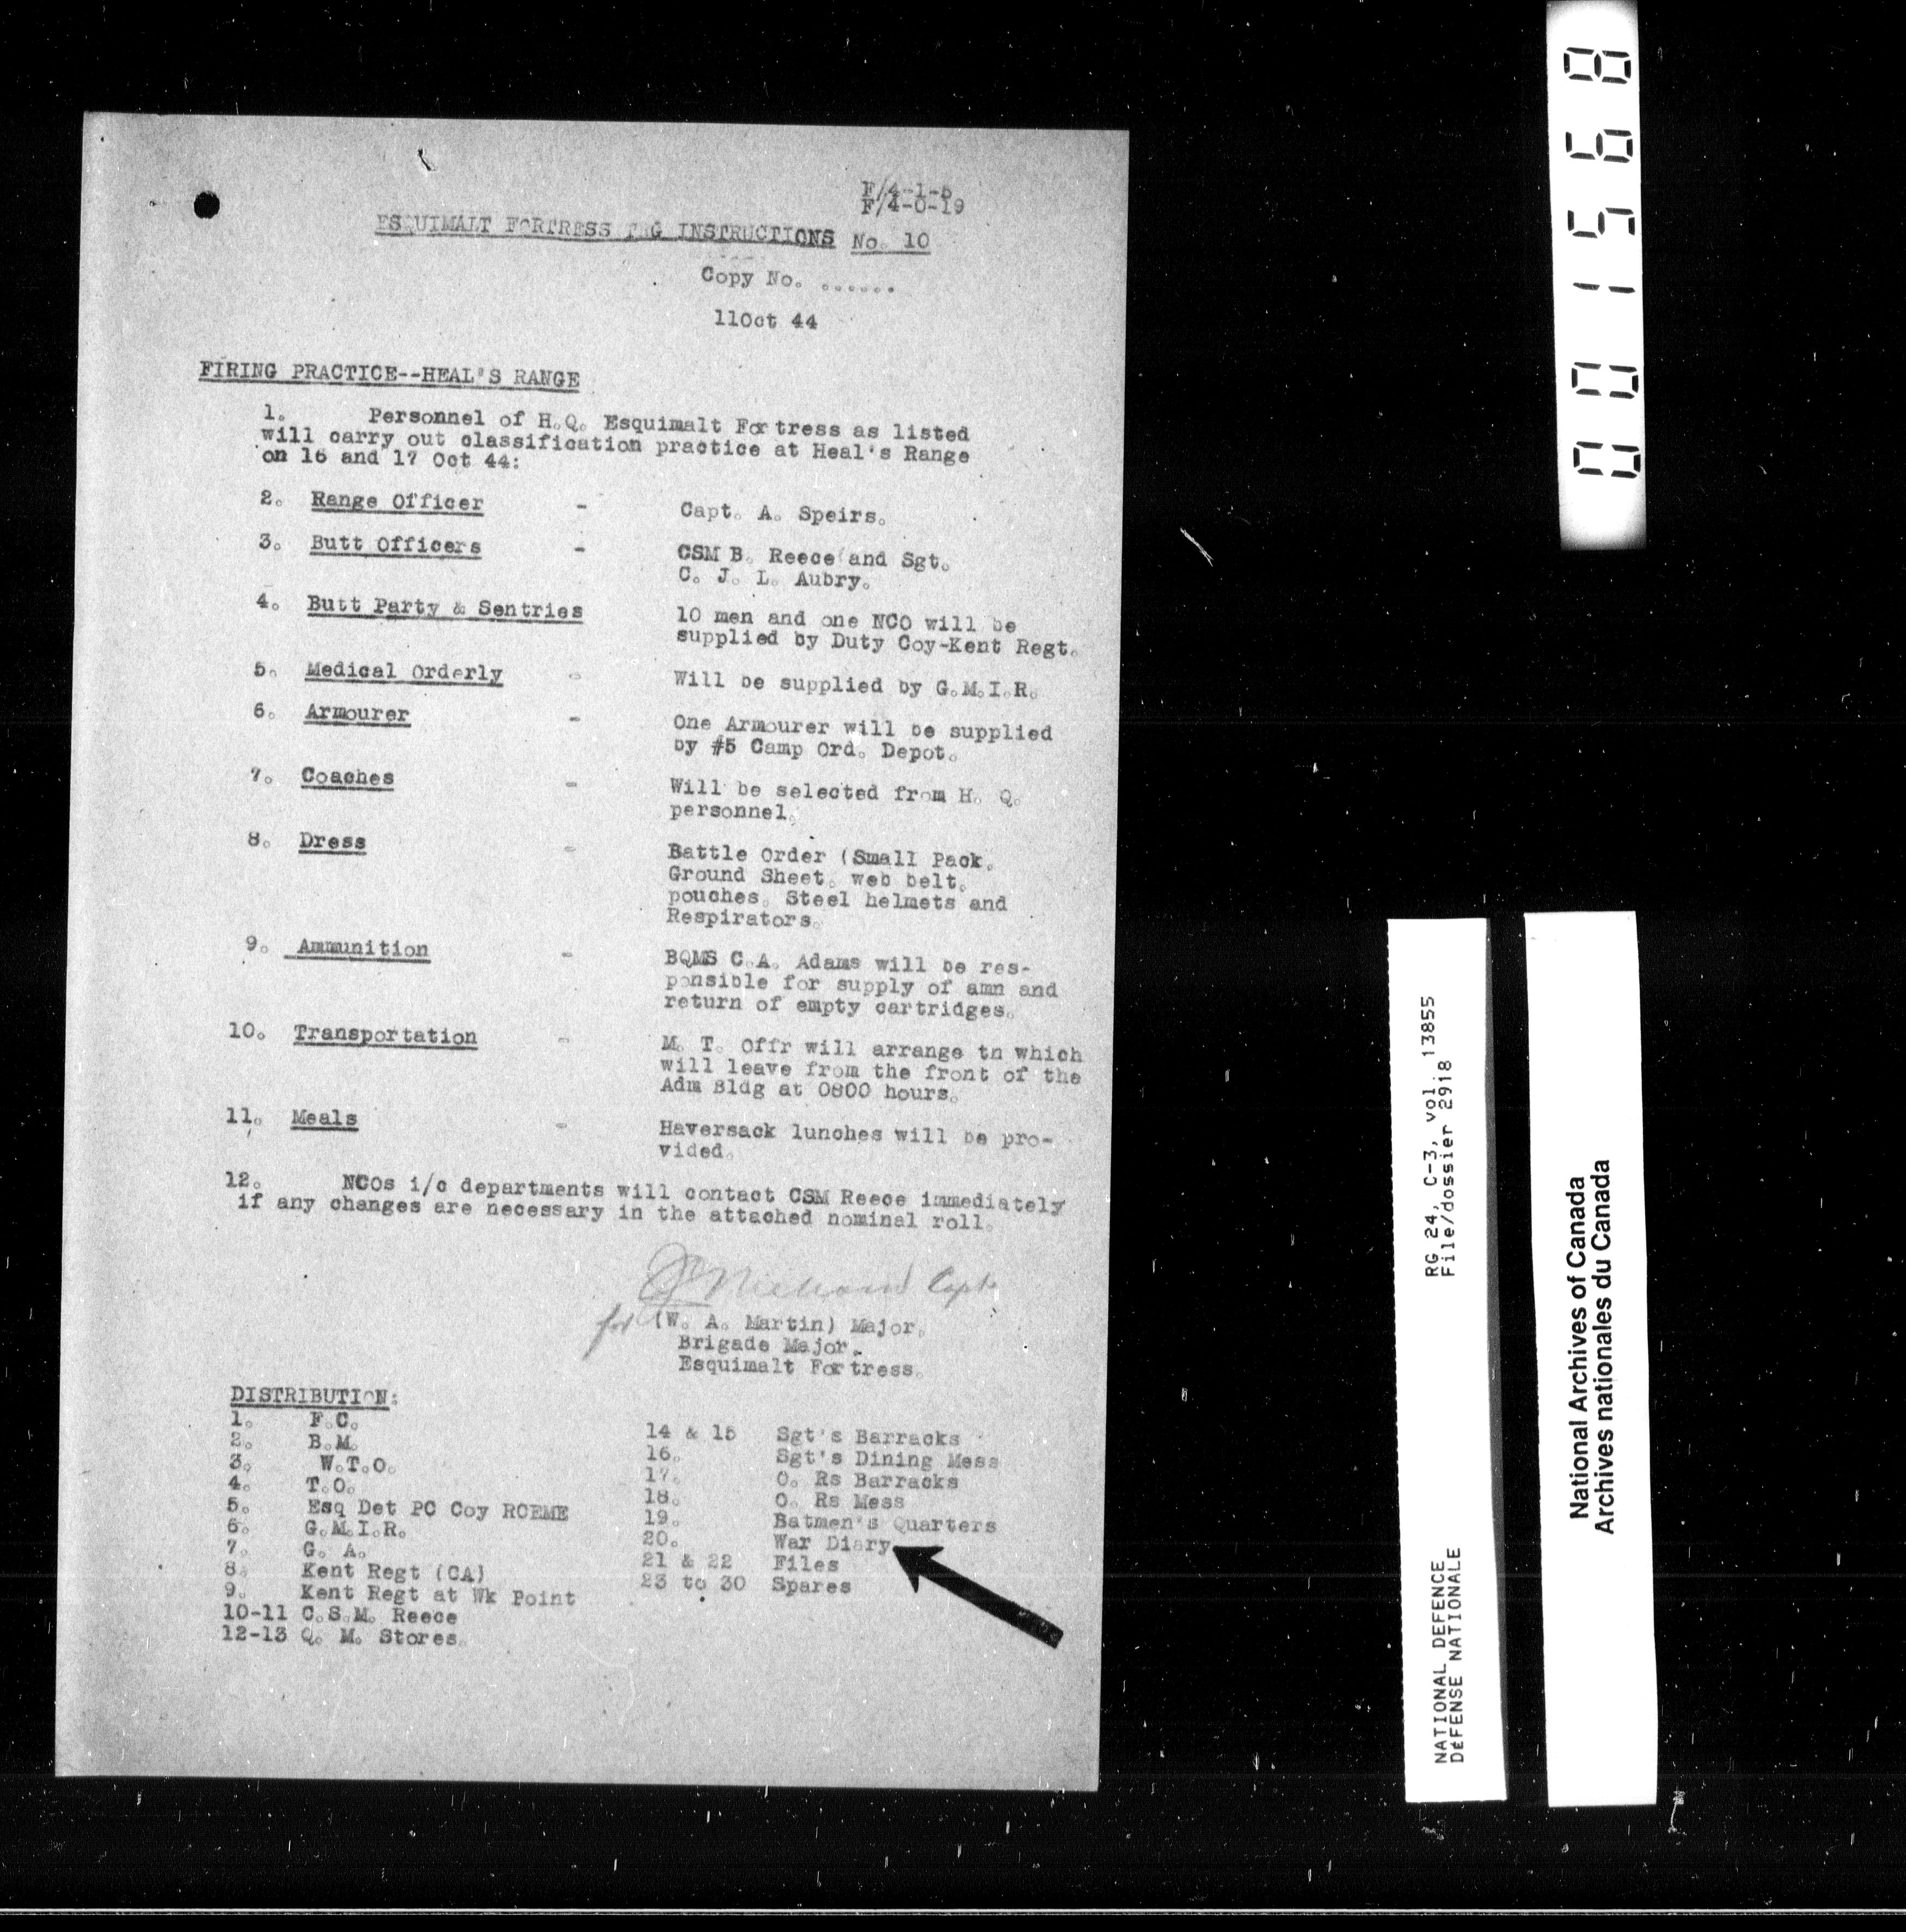 F/4-1-5
F/4-0-19
ESQUIMALT FORTRESS TRG INSTRUCTIONS No. 10
Copy No. ......
11Oct 44
FIRING PRACTICE--HEAL'S RANGE
1. Personnel of H.Q. Esquimalt Fortress as listed
will carry out classification practice at Heal's Range
on 16 and 17 Oct 44:
2. Range Officer - Capt. A. Speirs.
3. Butt Officers - CSM B. Reece and Sgt.
C. J. L. Aubry.
4. Butt Party & Sentries 10 men and one NCO will be
supplied by Duty Coy-Kent Regt.
5. Medical Orderly - Will be supplied by G.M.I.R.
6. Armourer - One Armourer will be supplied
by #5 Camp Ord. Depot.
7. Coaches - Will be selected from H. Q.
personnel.
8. Dress - Battle Order (Small Pack.
Ground Sheet. web belt.
pouches. Steel helmets and
Respirators.
9. Ammunition - BQMS C.A. Adams will be res-
ponsible for supply of amn and
return of empty cartridges.
10. Transportation - M. T. Offr will arrange tn which
will leave from the front of the
Adm Bldg at 0800 hours.
11. Meals - Haversack lunches will be pro-
vided.
12. NCOs i/c departments will contact CSM Reece immediately
if any changes are necessary in the attached nominal roll.
Capt
for (W. A. Martin) Major.
Brigade Major.
Esquimalt Fortress.
DISTRIBUTION:
1. F.C.
2. B.M.
3. W.T.O.
4. T.O.
5. Esq Det PC Coy RCEME
6. G.M.I.R.
7. G. A.
8. Kent Regt (CA)
9. Kent Regt at Wk Point
10-11 C.S.M. Reece
12-13 Q. M. Stores.
14 & 15 Sgt's Barracks
16. Sgt's Dining Mess
17. O. Rs Barracks
18. O. Rs Mess
19. Batmen's Quarters
20. War Diary
21 & 22 Files
23 to 30 Spares
001568
RG 24, C-3, vol. 13855
File/dossier 2918
NATIONAL DEFENCE
DÉFENSE NATIONALE
National Archives of Canada
Archives nationales du Canada